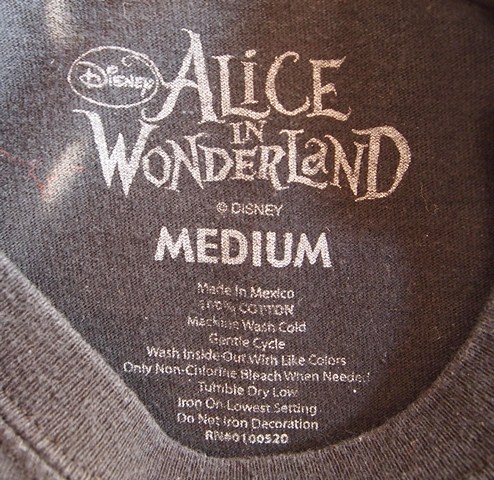 Disney
ALiCE
IN
WONDERLaND
© DISNEY
MEDIUM
Made In Mexico
100% COTTON
Machine Wash Cold
Gentle Cycle
Wash Inside Out With Like Colors
Only Non-Chlorine Bleach When Needed
Tumble Dry Low
Iron On Lowest Setting
Do Not Iron Decoration
RN#0100520